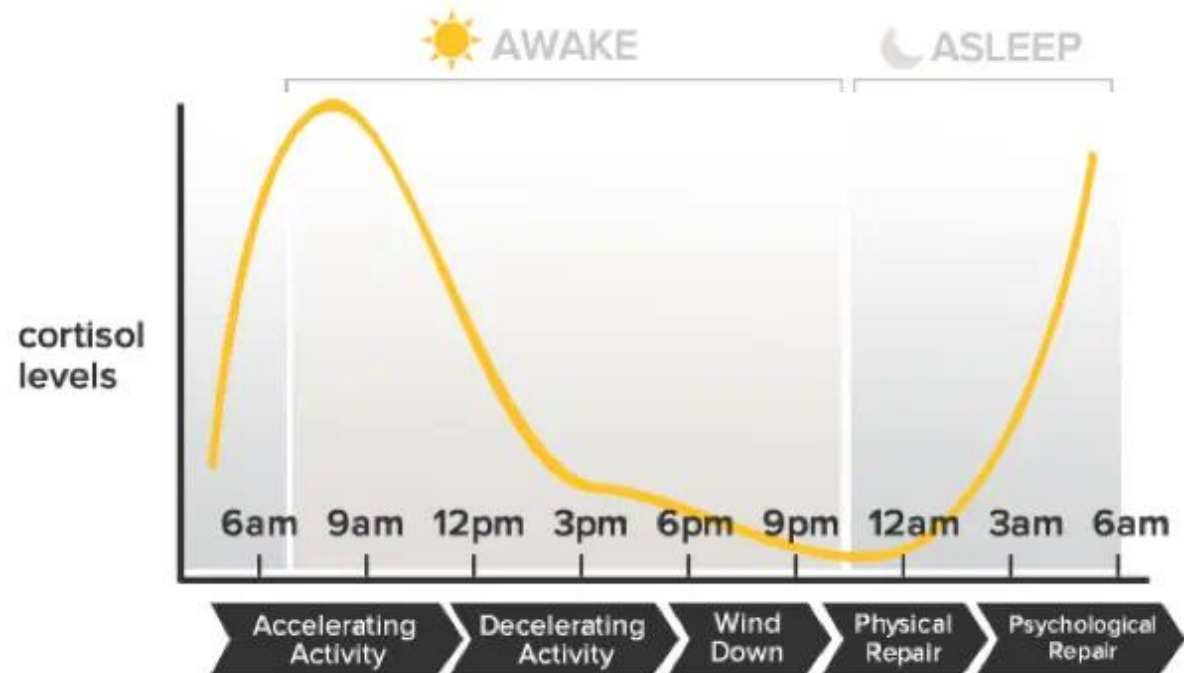 AWAKE
ASLEEP
cortisol
levels
6am 9am 12pm 3pm 6pm 9pm 12am 3am 6am
Accelerating
Activity
Decelerating
Activity
Wind
Down
Physical
Repair
Psychological
Repair